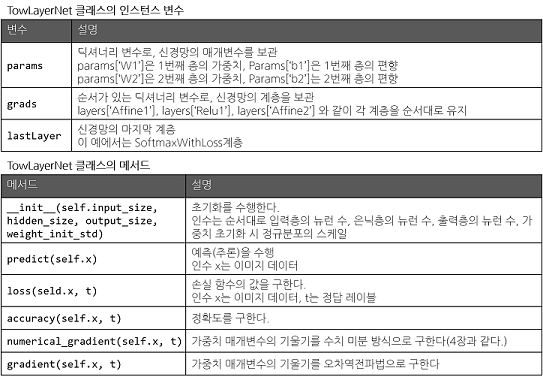 TowLayerNet 클래스의 인스턴스 변수
변수 설명
params
딕셔너리 변수로, 신경망의 매개변수를 보관
params['W1']은 1번째 층의 가중치, Params['b1']은 1번째 층의 편향
params['W2']은 2번째 층의 가중치, Params['b2']는 2번째 층의 편향
grads
순서가 있는 딕셔너리 변수로, 신경망의 계층을 보관
layers['Affine1'], layers['Relu1'], layers['Affine2'] 와 같이 각 계층을 순서대로 유지
lastLayer
신경망의 마지막 계층
이 예에서는 SoftmaxWithLoss계층
TowLayerNet 클래스의 메서드
메서드 설명
__init__(self.input_size,
hidden_size, output_size,
weight_init_std)
초기화를 수행한다.
인수는 순서대로 입력층의 뉴런 수, 은닉층의 뉴런 수, 출력층의 뉴런 수, 가
중치 초기화 시 정규분포의 스케일
predict(self.x)
예측(추론)을 수행
인수 x는 이미지 데이터
loss(seld.x, t)
손실 함수의 값을 구한다.
인수 x는 이미지 데이터, t는 정답 레이블
accuracy(self.x, t) 정확도를 구한다.
numerical_gradient(self.x, t) 가중치 매개변수의 기울기를 수치 미분 방식으로 구한다(4장과 같다.)
gradient(self.x, t) 가중치 매개변수의 기울기를 오차역전파법으로 구한다